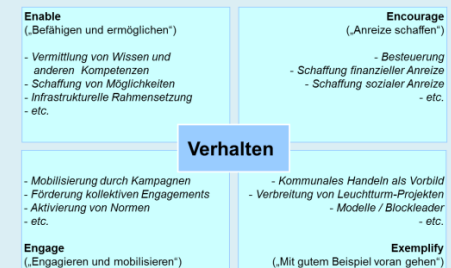 Enable
(„Befähigen und ermöglichen“)
- Vermittlung von Wissen und
anderen Kompetenzen
- Schaffung von Möglichkeiten
- Infrastrukturelle Rahmensetzung
- etc.
Encourage
(„Anreize schaffen“)
- Besteuerung
- Schaffung finanzieller Anreize
- Schaffung sozialer Anreize
- etc.
Verhalten
- Mobilisierung durch Kampagnen
- Förderung kollektiven Engagements
- Aktivierung von Normen
- etc.
Engage
(„Engagieren und mobilisieren“)
- Kommunales Handeln als Vorbild
- Verbreitung von Leuchtturm-Projekten
- Modelle / Blockleader
- etc.
Exemplify
(„Mit gutem Beispiel voran gehen“)